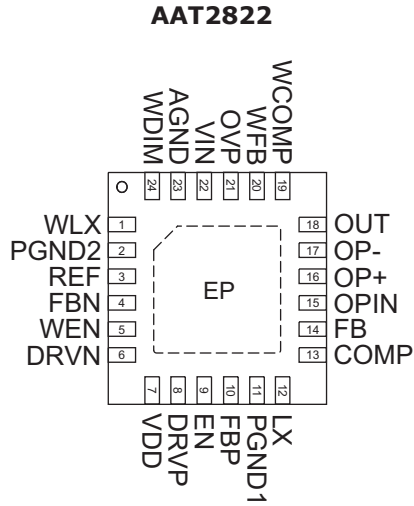 AAT2822
WDIM
AGND
VIN
OVP
WFB
WCOMP
24
23
22
21
20
19
WLX 1
PGND2 2
REF 3
FBN 4
WEN 5
DRVN 6
EP
18 OUT
17 OP-
16 OP+
15 OPIN
14 FB
13 COMP
7
8
9
10
11
12
VDD
DRVP
EN
FBP
PGND1
LX